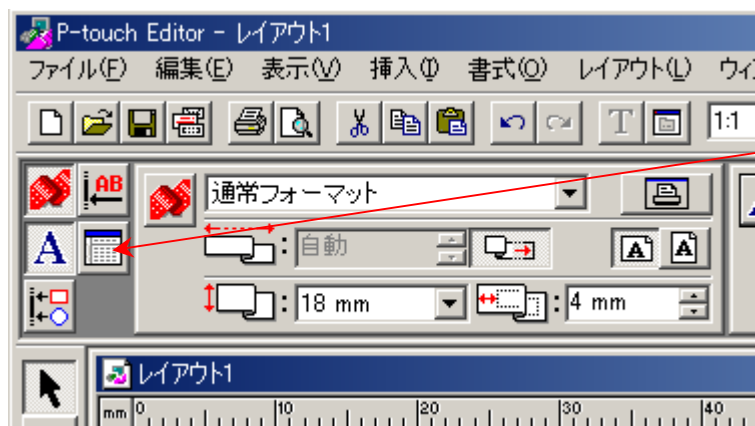 P-touch Editor - レイアウト1
ファイル(F) 編集(E) 表示(V) 挿入(I) 書式(O) レイアウト(L)
T 1:1
AB 通常フォーマット
A : 自動 A A
: 18 mm : 4 mm
レイアウト1
mm 0 10 20 30 40